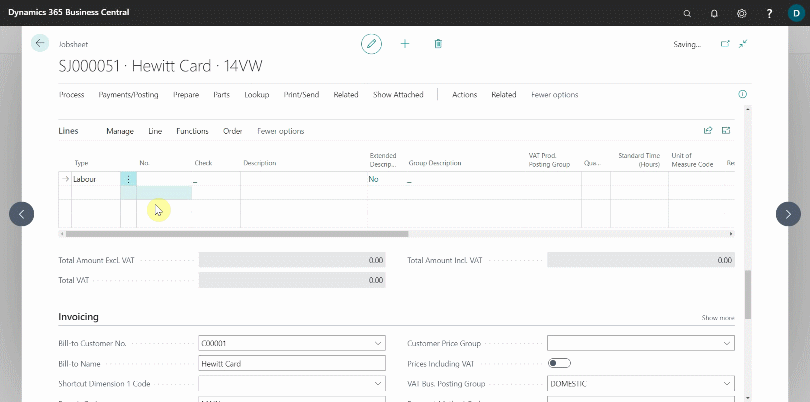 Dynamics 365 Business Central
?
D
Jobsheet
Saving...
SJ000051 · Hewitt Card · 14VW
Process Payments/Posting Prepare Parts Lookup Print/Send Related Show Attached Actions Related Fewer options
Lines Manage Line Functions Order Fewer options
Type No. Check Description Extended Descrip... Group Description VAT Prod. Posting Group Qua... Standard Time (Hours) Unit of Measure Code Re
Labour _ No _
Total Amount Excl. VAT 0.00 Total Amount Incl. VAT 0.00
Total VAT 0.00
Invoicing Show more
Bill-to Customer No. C00001 Customer Price Group
Bill-to Name Hewitt Card Prices Including VAT
Shortcut Dimension 1 Code VAT Bus. Posting Group DOMESTIC